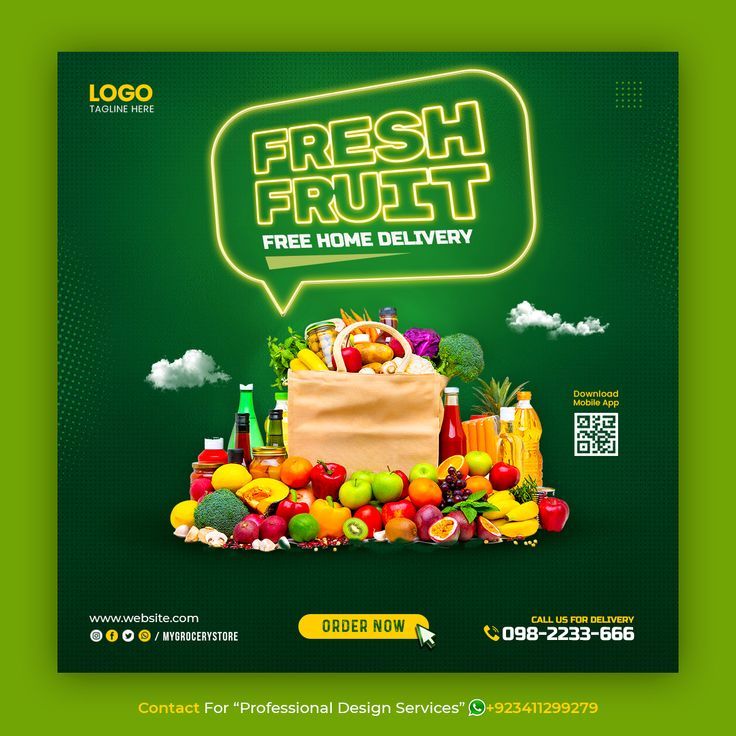 LOGO
TAGLINE HERE
FRESH
FRUIT
FREE HOME DELIVERY
Download
Mobile App
www.website.com
/ MYGROCERYSTORE
ORDER NOW
CALL US FOR DELIVERY
098-2233-666
Contact For “Professional Design Services” +923411299279